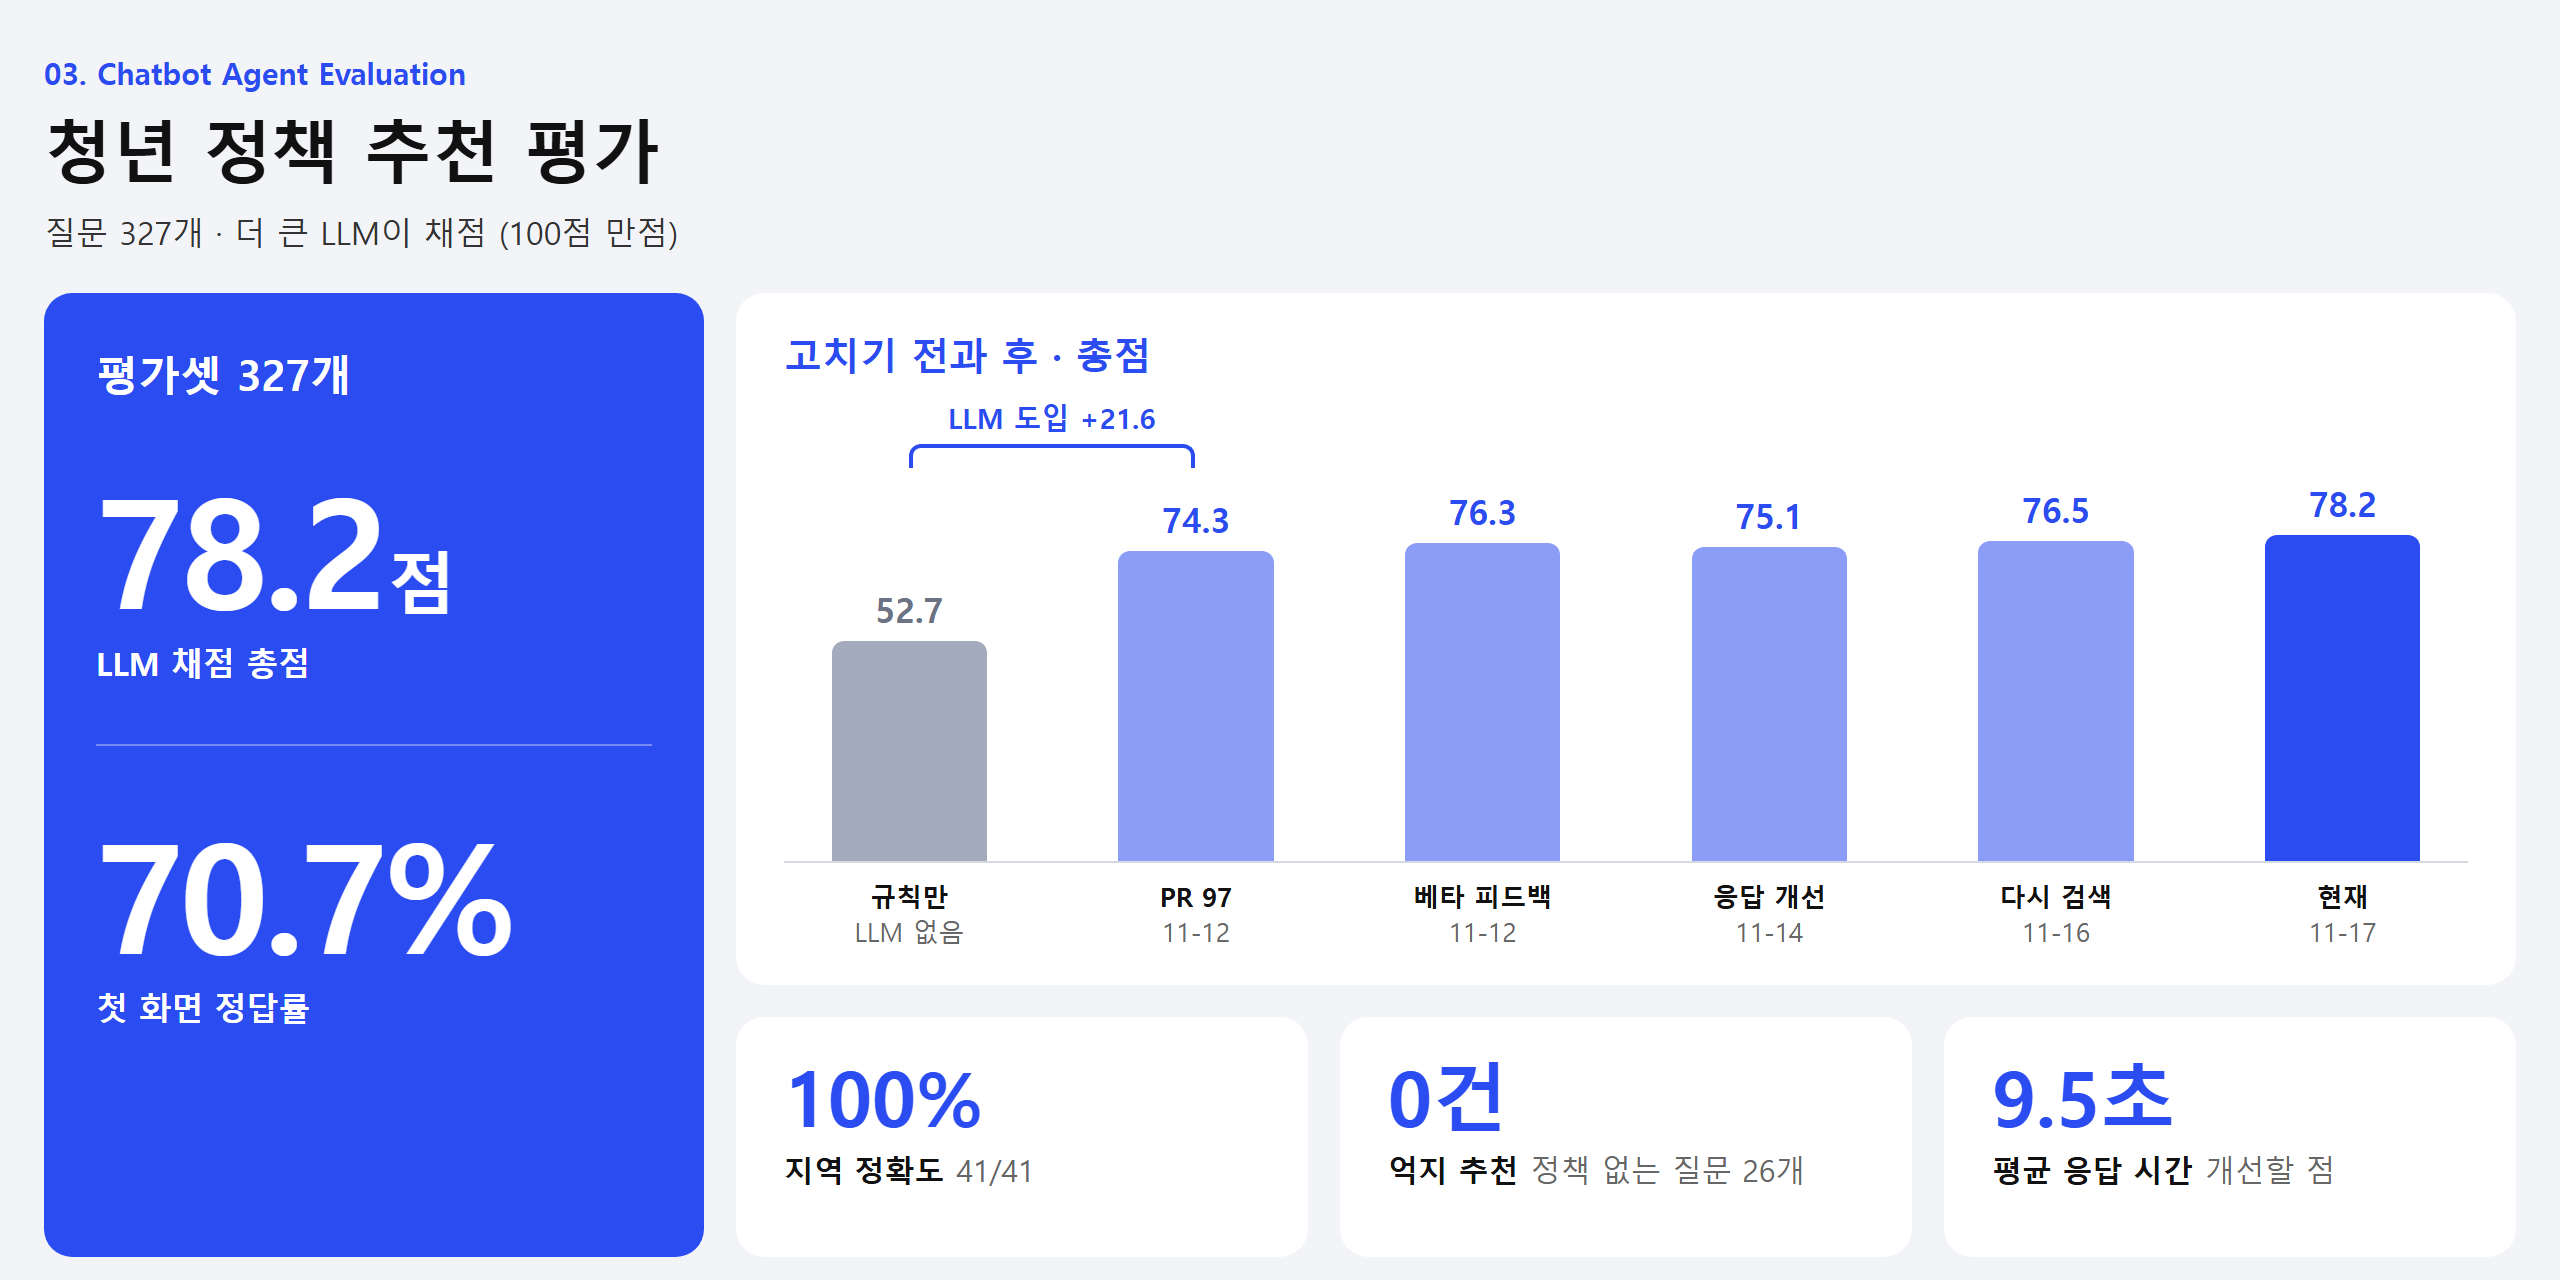 03. Chatbot Agent Evaluation
청년 정책 추천 평가
질문 327개 · 더 큰 LLM이 채점 (100점 만점)
평가셋 327개
78.2점
LLM 채점 총점
70.7%
첫 화면 정답률
고치기 전과 후 · 총점
LLM 도입 +21.6
52.7
74.3
76.3
75.1
76.5
78.2
규칙만
LLM 없음
PR 97
11-12
베타 피드백
11-12
응답 개선
11-14
다시 검색
11-16
현재
11-17
100%
지역 정확도 41/41
0건
억지 추천 정책 없는 질문 26개
9.5초
평균 응답 시간 개선할 점